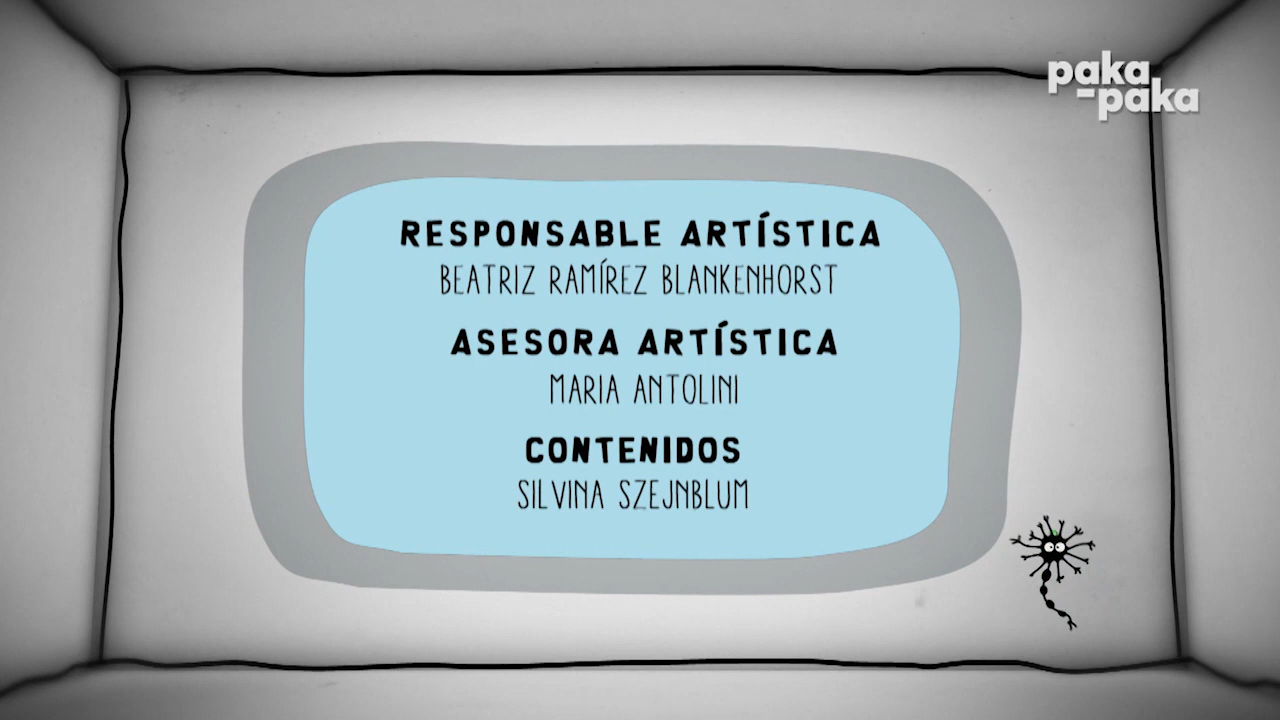 paka
-paka
RESPONSABLE ARTÍSTICA
BEATRIZ RAMÍREZ BLANKENHORST
ASESORA ARTÍSTICA
MARIA ANTOLINI
CONTENIDOS
SILVINA SZEJNBLUM